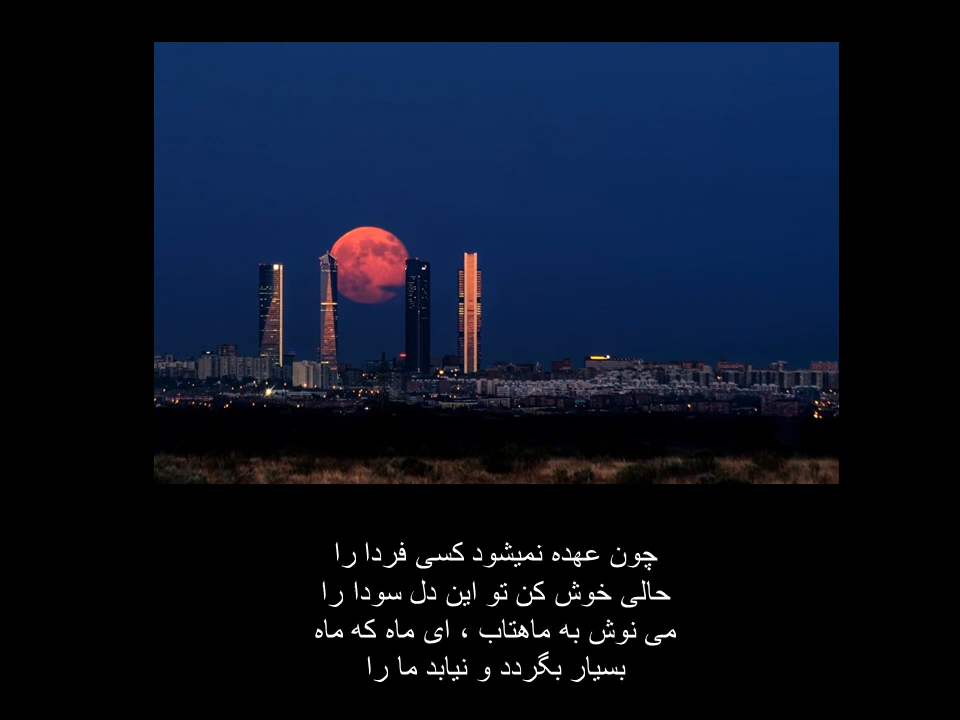 چون عهده نمیشود کسی فردا را
حالی خوش کن تو این دل سودا را
می نوش به ماهتاب ، ای ماه که ماه
بسیار بگردد و نیابد ما را